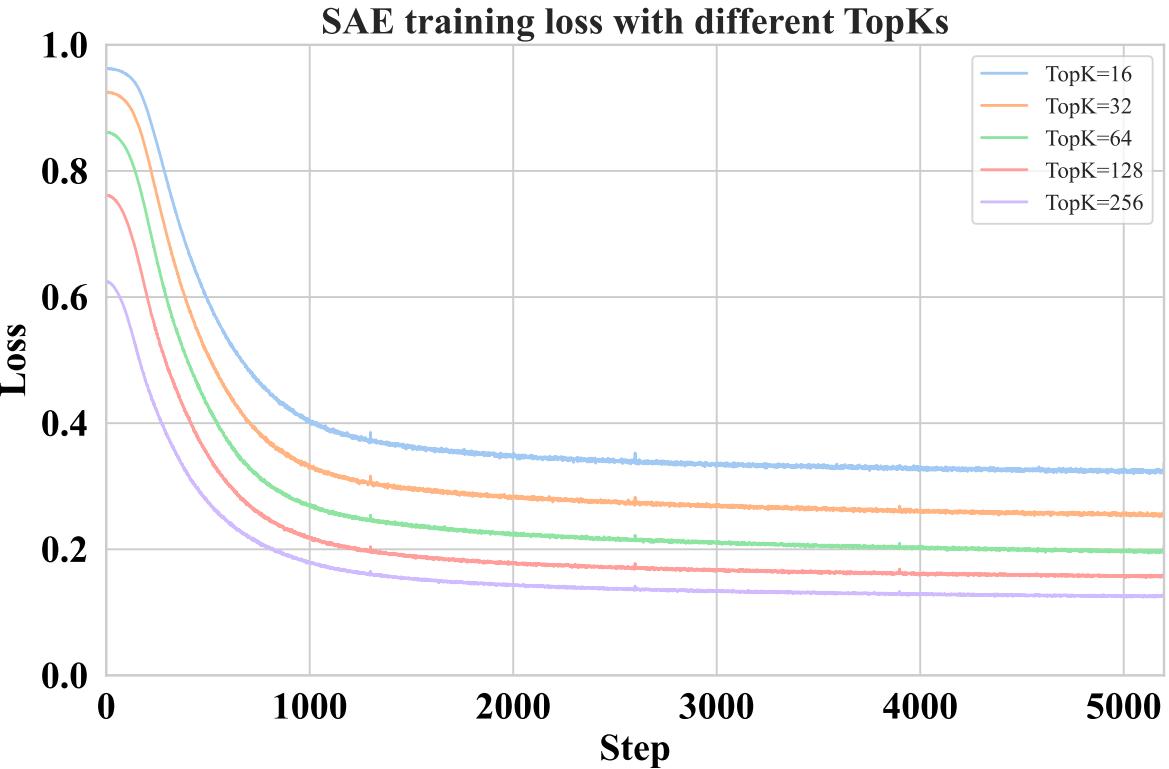 SAE training loss with different TopKs
1.0
0.8
0.6
0.4
0.2
0.0
Loss
TopK=16
TopK=32
TopK=64
TopK=128
TopK=256
0 1000 2000 3000 4000 5000
Step